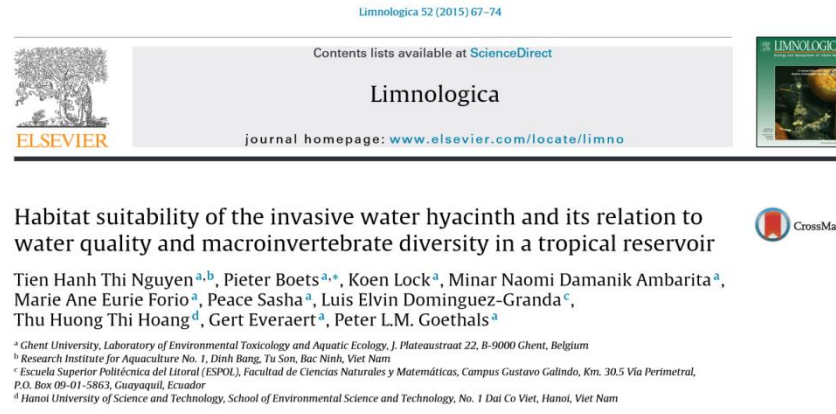 Limnologica 52 (2015) 67–74
Contents lists available at ScienceDirect
LIMNOLOGIC
Limnologica
ELSEVIER
journal homepage: www.elsevier.com/locate/limno
Habitat suitability of the invasive water hyacinth and its relation to
water quality and macroinvertebrate diversity in a tropical reservoir
CrossMa
Tien Hanh Thi Nguyen a,b, Pieter Boets a,*, Koen Lock a, Minar Naomi Damanik Ambarita a,
Marie Ane Eurie Forio a, Peace Sasha a, Luis Elvin Dominguez-Granda c,
Thu Huong Thi Hoang d, Gert Everaert a, Peter L.M. Goethals a
a Ghent University, Laboratory of Environmental Toxicology and Aquatic Ecology, J. Plateaustraat 22, B-9000 Ghent, Belgium
b Research Institute for Aquaculture No. 1, Dinh Bang, Tu Son, Bac Ninh, Viet Nam
c Escuela Superior Politécnica del Litoral (ESPOL), Facultad de Ciencias Naturales y Matemáticas, Campus Gustavo Galindo, Km. 30.5 Vía Perimetral,
P.O. Box 09-01-5863, Guayaquil, Ecuador
d Hanoi University of Science and Technology, School of Environmental Science and Technology, No. 1 Dai Co Viet, Hanoi, Viet Nam